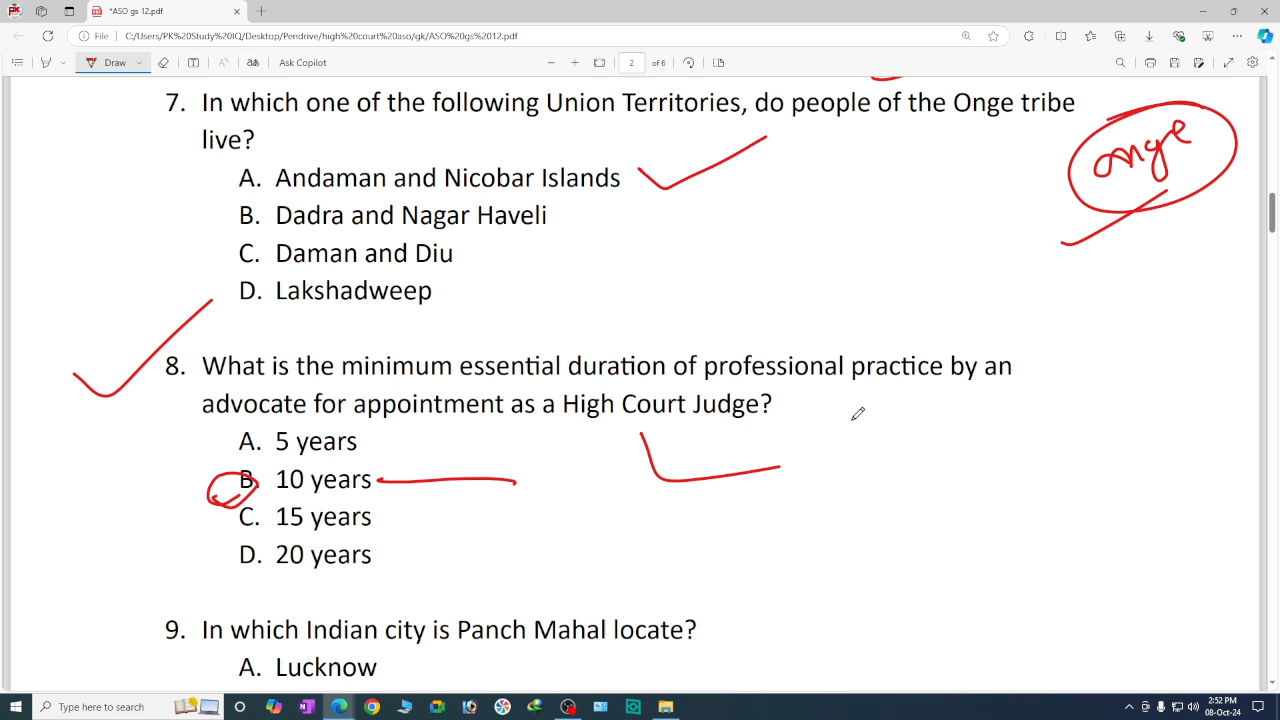 *ASO gs 12.pdf
File
C:/Users/PK%20Study%20IQ/Desktop/Pendrive/high%20court%20aso/gk/ASO%20gs%2012.pdf
Draw
Ask Copilot
2 of 6
7. In which one of the following Union Territories, do people of the Onge tribe
live?
onge
A. Andaman and Nicobar Islands
B. Dadra and Nagar Haveli
C. Daman and Diu
D. Lakshadweep
8. What is the minimum essential duration of professional practice by an
advocate for appointment as a High Court Judge?
A. 5 years
B. 10 years
C. 15 years
D. 20 years
9. In which Indian city is Panch Mahal locate?
A. Lucknow
Type here to search
2:52 PM
08-Oct-24